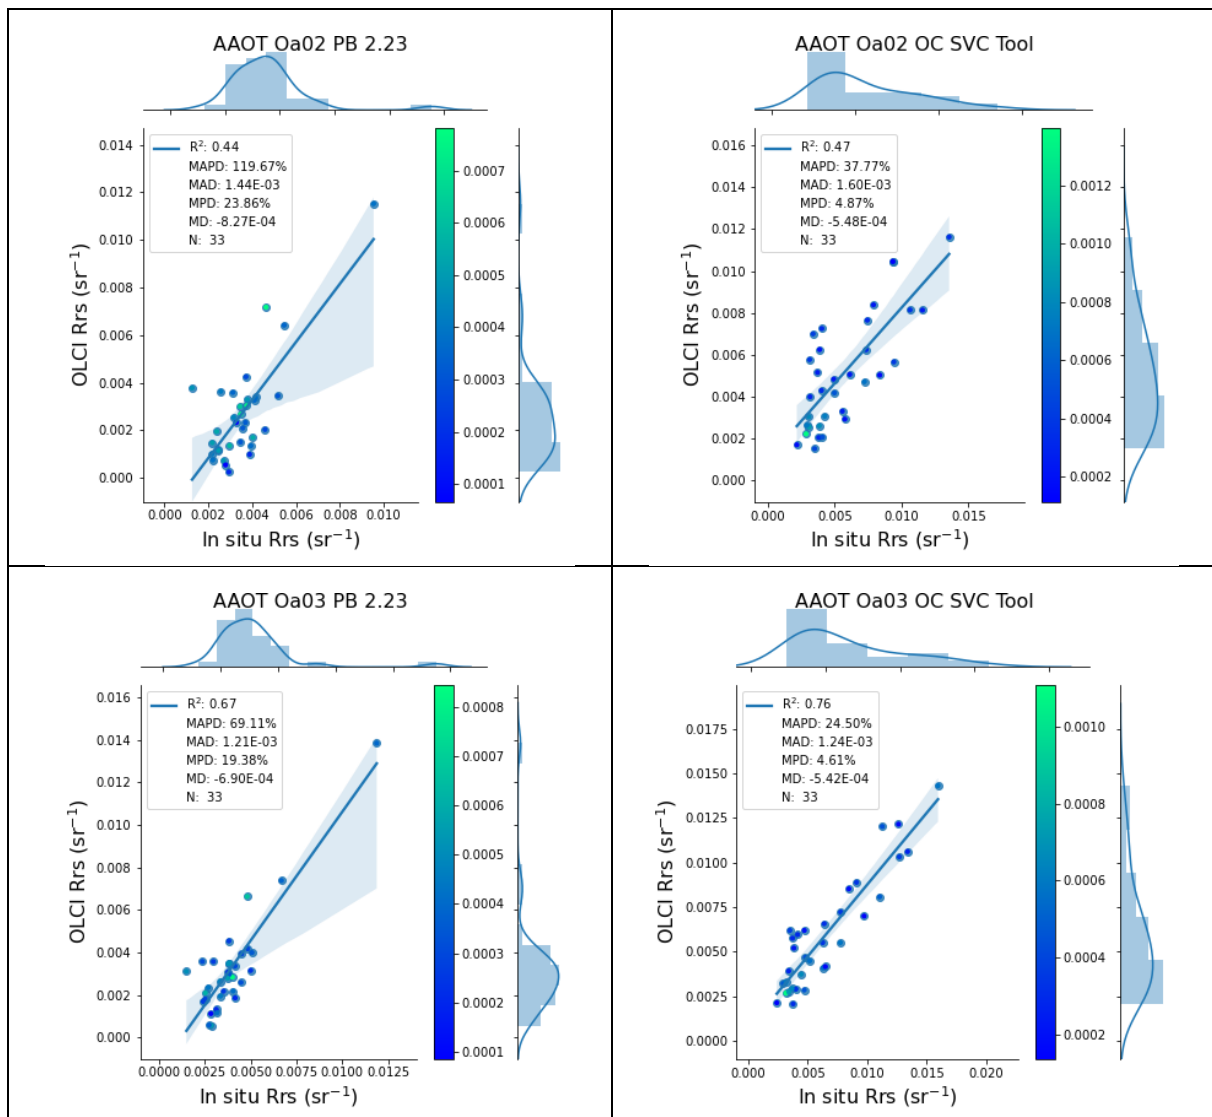 AAOT Oa02 PB 2.23
R²: 0.44
MAPD: 119.67%
MAD: 1.44E-03
MPD: 23.86%
MD: -8.27E-04
N: 33
0.014
0.012
0.010
0.008
0.006
0.004
0.002
0.000
OLCI Rrs (sr⁻¹)
0.000 0.002 0.004 0.006 0.008 0.010
In situ Rrs (sr⁻¹)
0.0007
0.0006
0.0005
0.0004
0.0003
0.0002
0.0001
AAOT Oa02 OC SVC Tool
R²: 0.47
MAPD: 37.77%
MAD: 1.60E-03
MPD: 4.87%
MD: -5.48E-04
N: 33
0.016
0.014
0.012
0.010
0.008
0.006
0.004
0.002
0.000
OLCI Rrs (sr⁻¹)
0.000 0.005 0.010 0.015
In situ Rrs (sr⁻¹)
0.0012
0.0010
0.0008
0.0006
0.0004
0.0002
AAOT Oa03 PB 2.23
R²: 0.67
MAPD: 69.11%
MAD: 1.21E-03
MPD: 19.38%
MD: -6.90E-04
N: 33
0.016
0.014
0.012
0.010
0.008
0.006
0.004
0.002
0.000
OLCI Rrs (sr⁻¹)
0.0000 0.0025 0.0050 0.0075 0.0100 0.0125
In situ Rrs (sr⁻¹)
0.0008
0.0007
0.0006
0.0005
0.0004
0.0003
0.0002
0.0001
AAOT Oa03 OC SVC Tool
R²: 0.76
MAPD: 24.50%
MAD: 1.24E-03
MPD: 4.61%
MD: -5.42E-04
N: 33
0.0175
0.0150
0.0125
0.0100
0.0075
0.0050
0.0025
0.0000
OLCI Rrs (sr⁻¹)
0.000 0.005 0.010 0.015 0.020
In situ Rrs (sr⁻¹)
0.0010
0.0008
0.0006
0.0004
0.0002